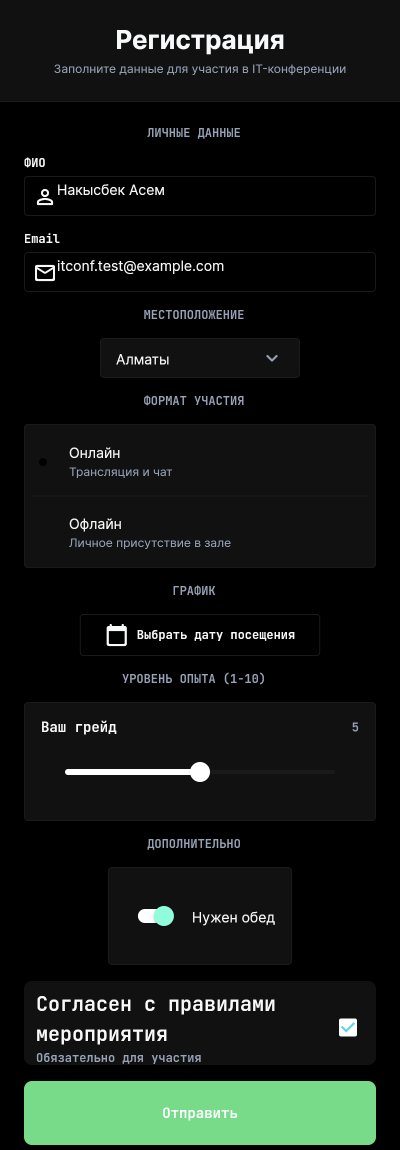 Регистрация
Заполните данные для участия в IT-конференции
ЛИЧНЫЕ ДАННЫЕ
ФИО
Накысбек Асем
Email
itconf.test@example.com
МЕСТОПОЛОЖЕНИЕ
Алматы
ФОРМАТ УЧАСТИЯ
Онлайн
Трансляция и чат
Офлайн
Личное присутствие в зале
ГРАФИК
Выбрать дату посещения
УРОВЕНЬ ОПЫТА (1-10)
Ваш грейд 5
ДОПОЛНИТЕЛЬНО
Нужен обед
Согласен с правилами
мероприятия
Обязательно для участия
Отправить